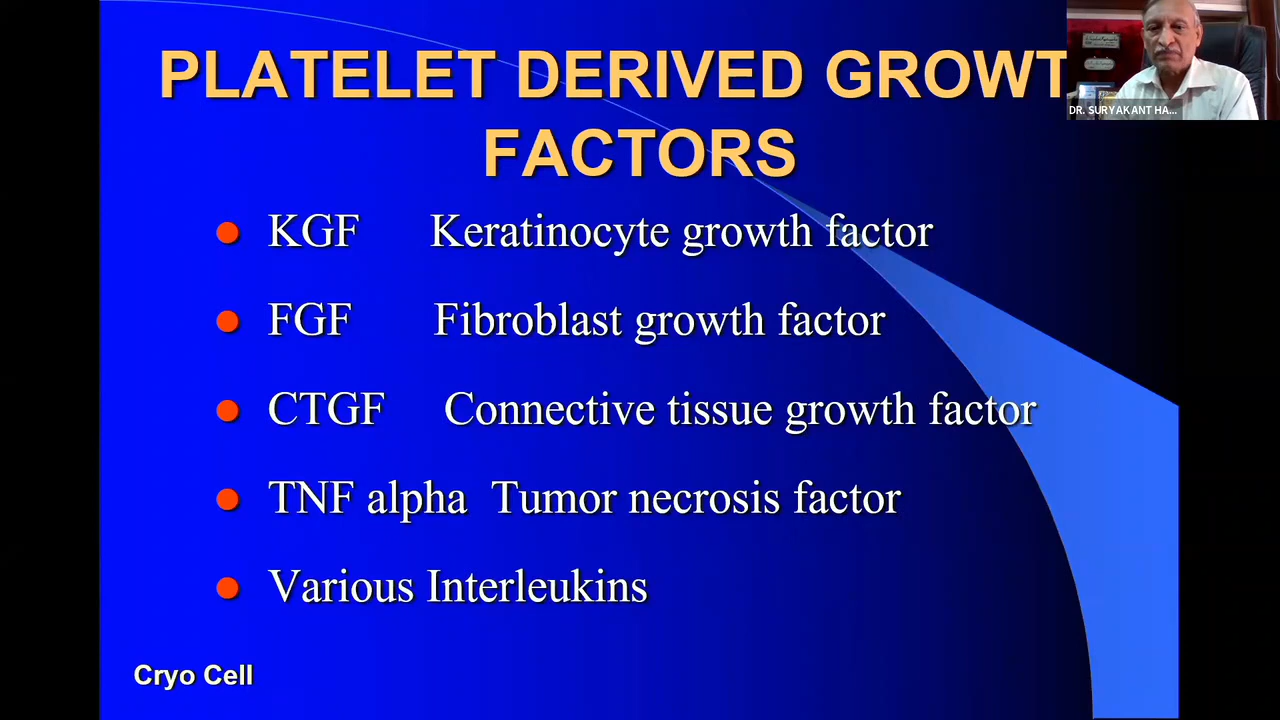 PLATELET DERIVED GROWT
FACTORS
KGF Keratinocyte growth factor
FGF Fibroblast growth factor
CTGF Connective tissue growth factor
TNF alpha Tumor necrosis factor
Various Interleukins
Cryo Cell
DR. SURYAKANT HA...